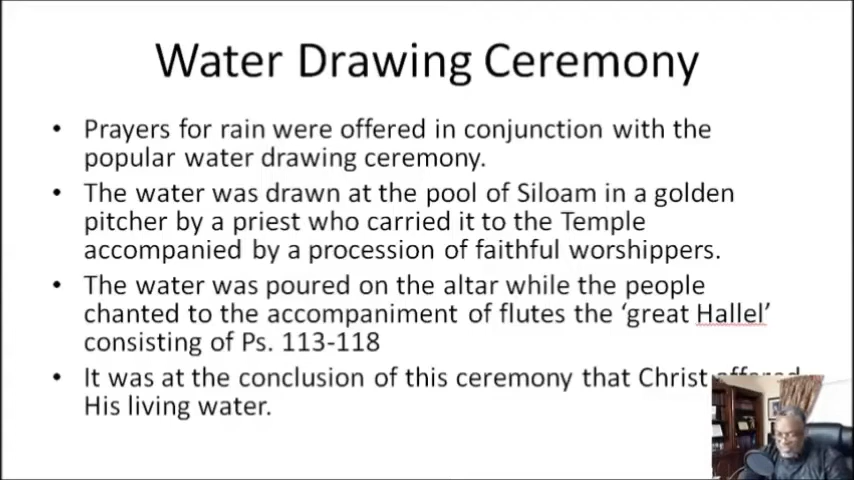 Water Drawing Ceremony
• Prayers for rain were offered in conjunction with the
popular water drawing ceremony.
• The water was drawn at the pool of Siloam in a golden
pitcher by a priest who carried it to the Temple
accompanied by a procession of faithful worshippers.
• The water was poured on the altar while the people
chanted to the accompaniment of flutes the ‘great Hallel’
consisting of Ps. 113-118
• It was at the conclusion of this ceremony that Christ offered
His living water.